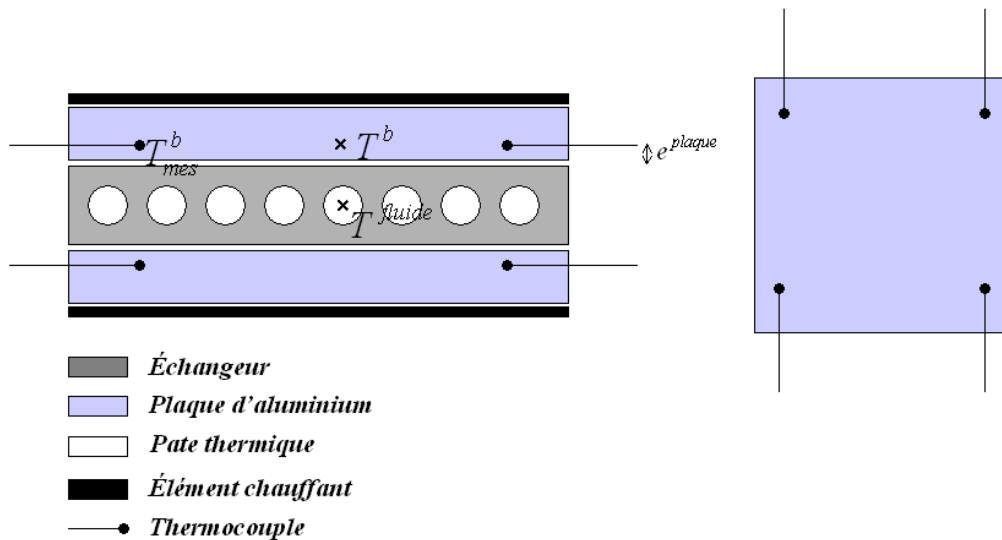 T^b_mes
T^b
e^plaque
T^fluide
Échangeur
Plaque d'aluminium
Pate thermique
Élément chauffant
Thermocouple